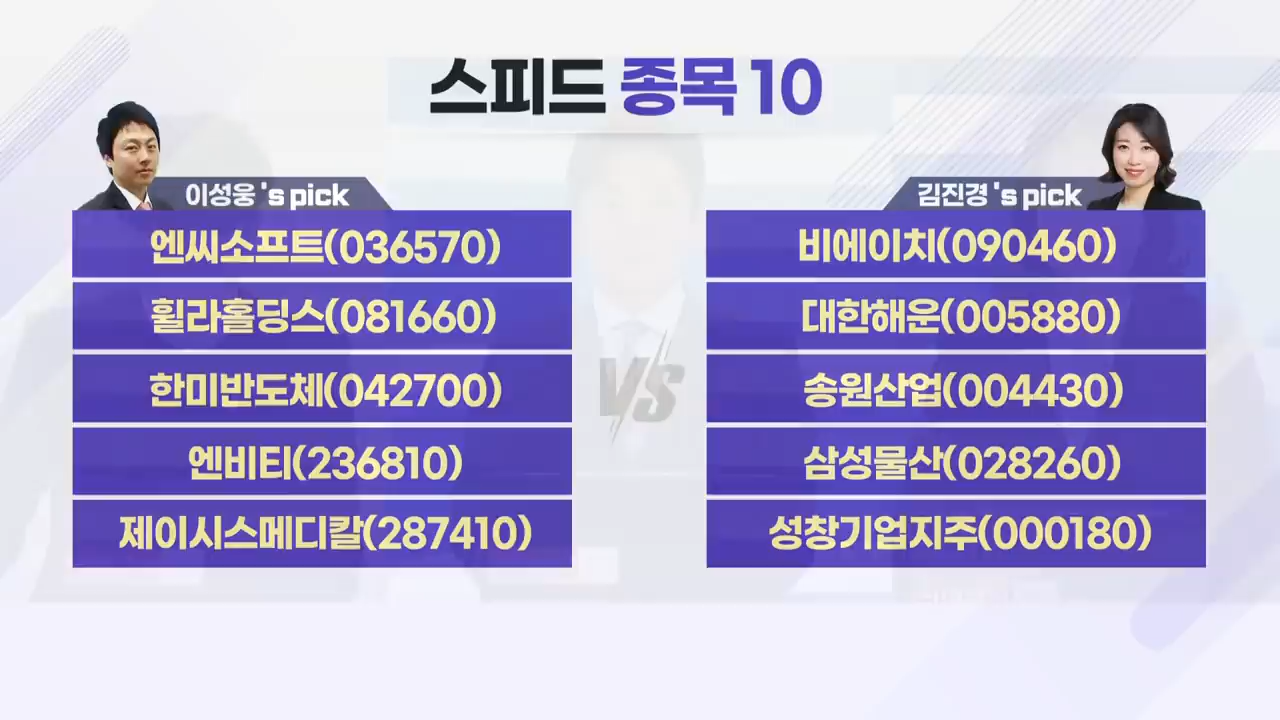 스피드 종목 10
이성웅 's pick
엔씨소프트(036570)
휠라홀딩스(081660)
한미반도체(042700)
엔비티(236810)
제이시스메디칼(287410)
VS
김진경 's pick
비에이치(090460)
대한해운(005880)
송원산업(004430)
삼성물산(028260)
성창기업지주(000180)